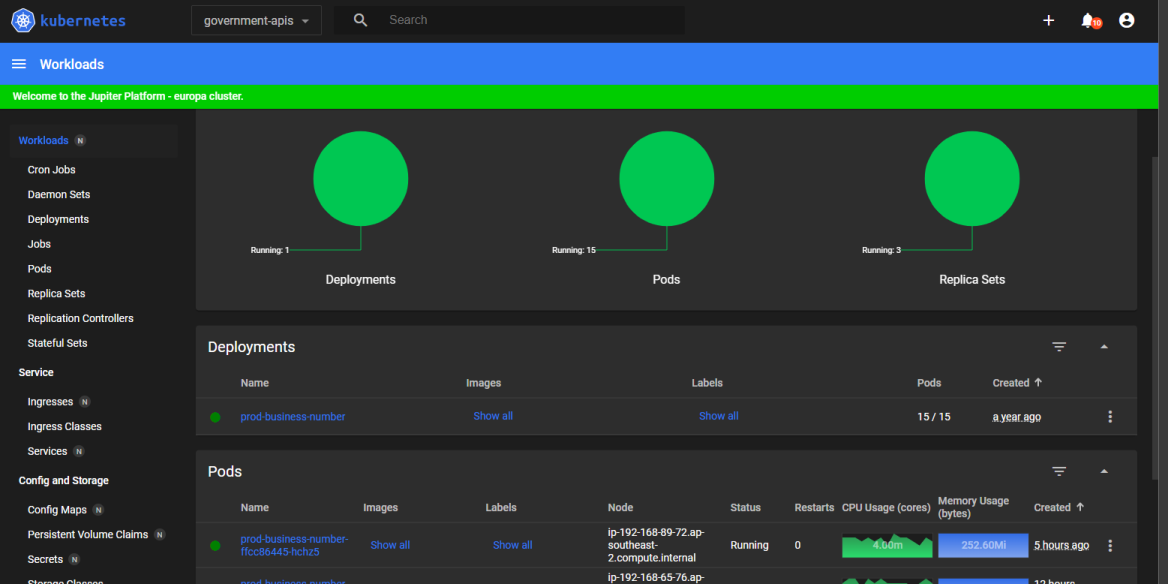 kubernetes
government-apis
Search
10
Workloads
Welcome to the Jupiter Platform - europa cluster.
Workloads N
Cron Jobs
Daemon Sets
Deployments
Jobs
Pods
Replica Sets
Replication Controllers
Stateful Sets
Service
Ingresses N
Ingress Classes
Services N
Config and Storage
Config Maps N
Persistent Volume Claims N
Secrets N
Storage Classes
Running: 1
Deployments
Running: 15
Pods
Running: 3
Replica Sets
Deployments
Name Images Labels Pods Created
prod-business-number Show all Show all 15 / 15 a year ago
Pods
Name Images Labels Node Status Restarts CPU Usage (cores) Memory Usage (bytes) Created
prod-business-number-
ffcc86445-hchz5
Show all
Show all
ip-192-168-89-72.ap-
southeast-
2.compute.internal
Running
0
4.00m
252.60Mi
5 hours ago
prod-business-number-
ip-192-168-65-76.ap-
12 hours